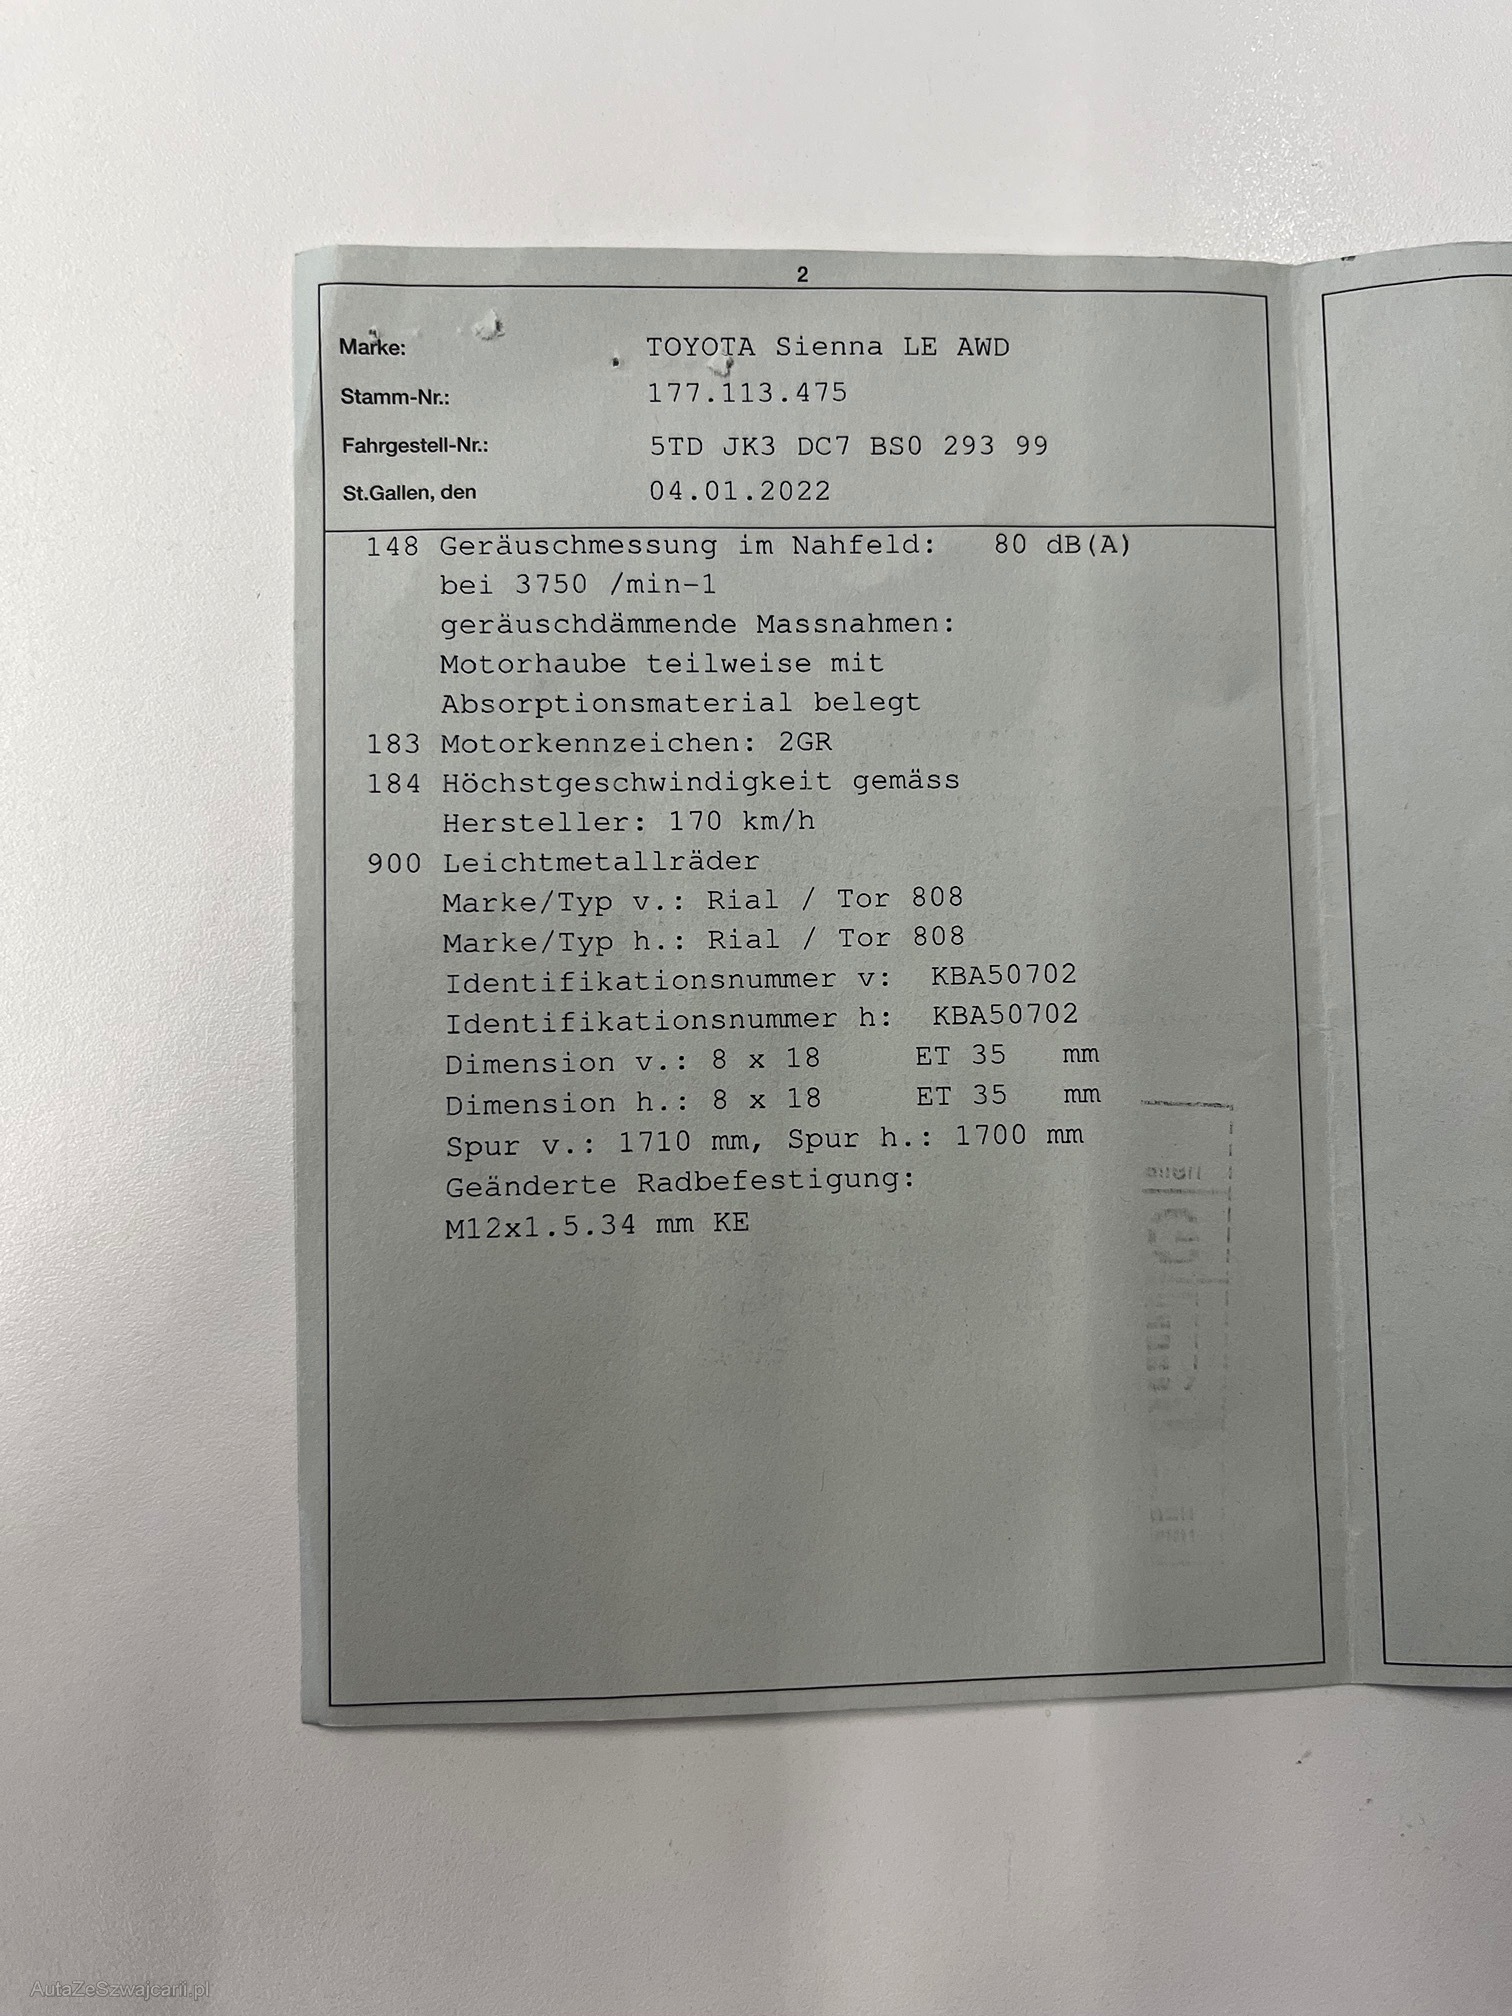 2
Marke: TOYOTA Sienna LE AWD
Stamm-Nr.: 177.113.475
Fahrgestell-Nr.: 5TD JK3 DC7 BS0 293 99
St.Gallen, den 04.01.2022
148 Geräuschmessung im Nahfeld: 80 dB(A)
bei 3750 /min-1
geräuschdämmende Massnahmen:
Motorhaube teilweise mit
Absorptionsmaterial belegt
183 Motorkennzeichen: 2GR
184 Höchstgeschwindigkeit gemäss
Hersteller: 170 km/h
900 Leichtmetallräder
Marke/Typ v.: Rial / Tor 808
Marke/Typ h.: Rial / Tor 808
Identifikationsnummer v: KBA50702
Identifikationsnummer h: KBA50702
Dimension v.: 8 x 18 ET 35 mm
Dimension h.: 8 x 18 ET 35 mm
Spur v.: 1710 mm, Spur h.: 1700 mm
Geänderte Radbefestigung:
M12x1.5.34 mm KE
AutaZeSzwajcarii.pl